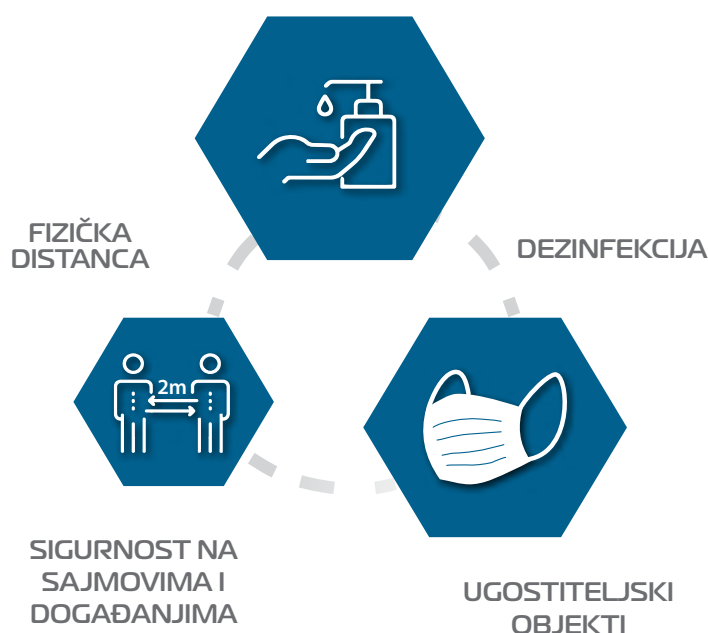 FIZIČKA
DISTANCA
DEZINFEKCIJA
2m
SIGURNOST NA
SAJMOVIMA I
DOGAĐANJIMA
UGOSTITELJSKI
OBJEKTI